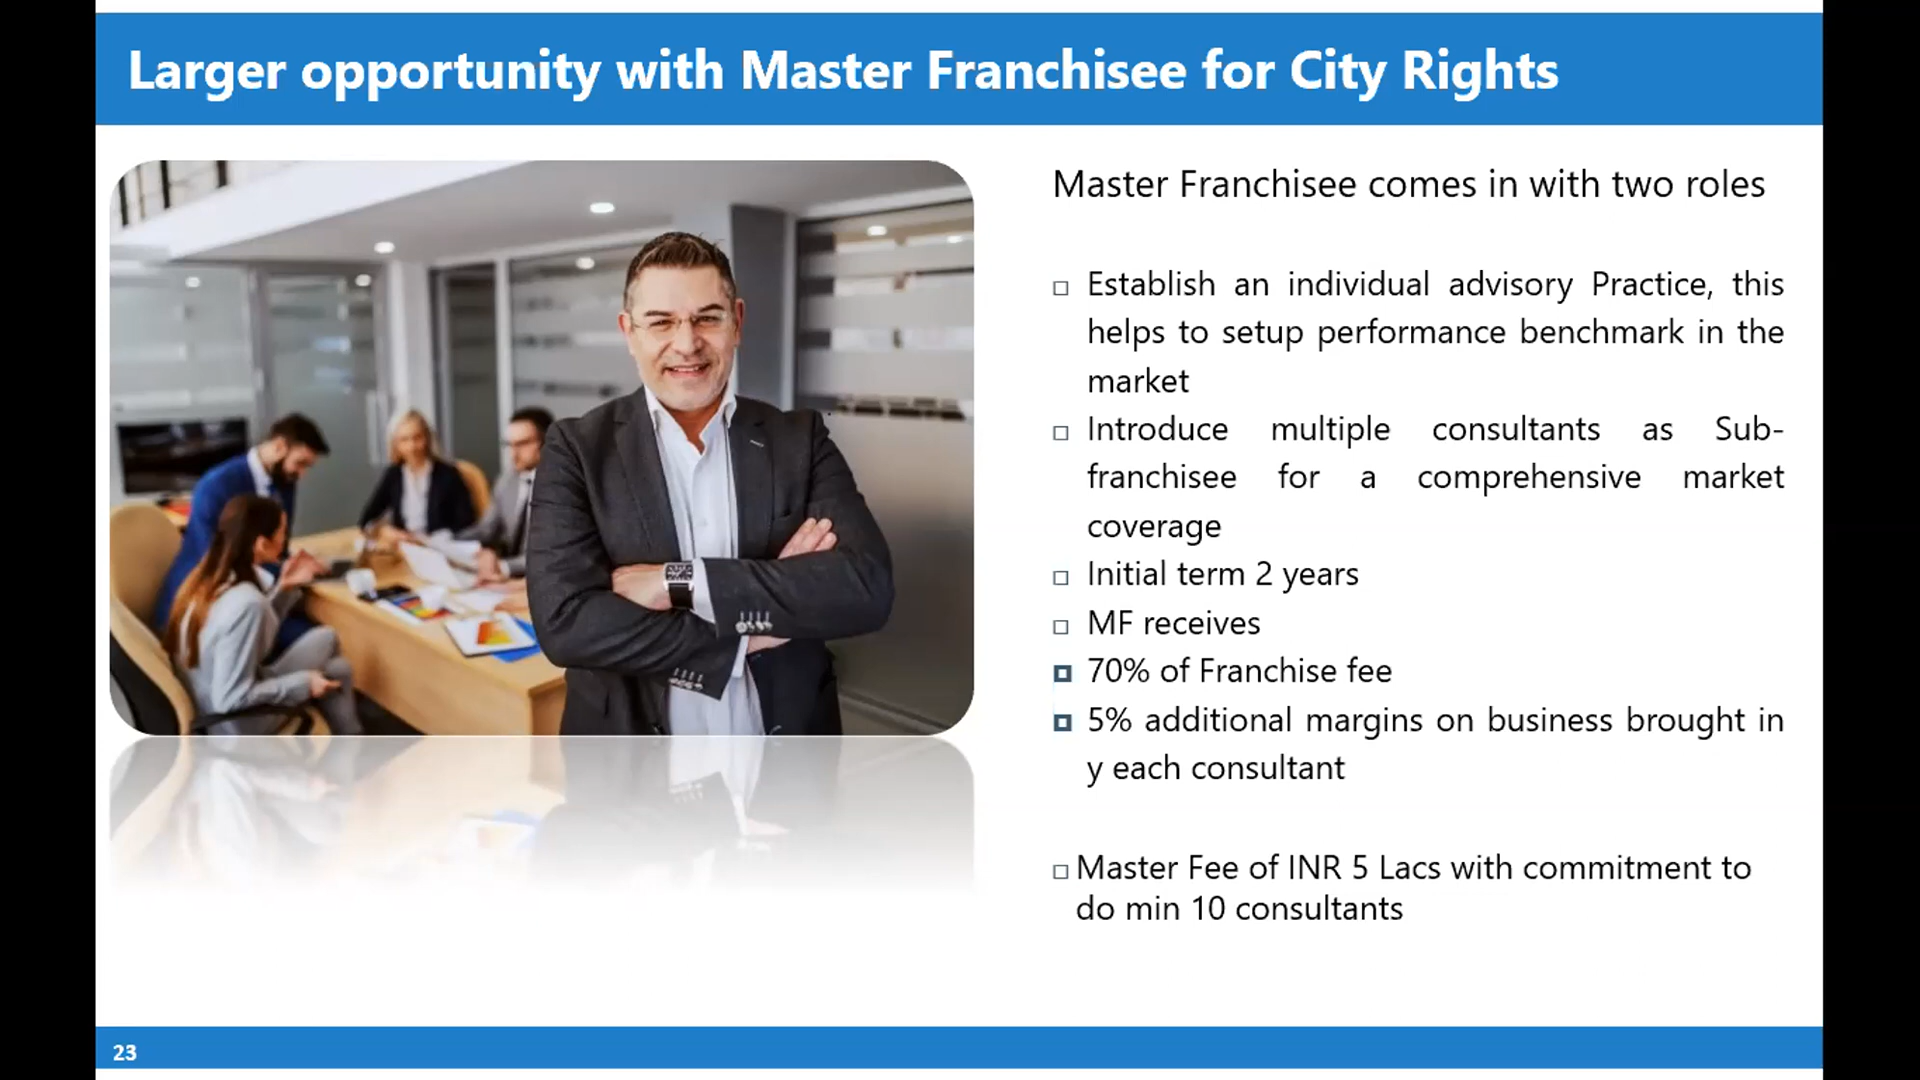 Larger opportunity with Master Franchisee for City Rights
Master Franchisee comes in with two roles
Establish an individual advisory Practice, this
helps to setup performance benchmark in the
market
Introduce multiple consultants as Sub-
franchisee for a comprehensive market
coverage
Initial term 2 years
MF receives
70% of Franchise fee
5% additional margins on business brought in
y each consultant
Master Fee of INR 5 Lacs with commitment to
do min 10 consultants
23